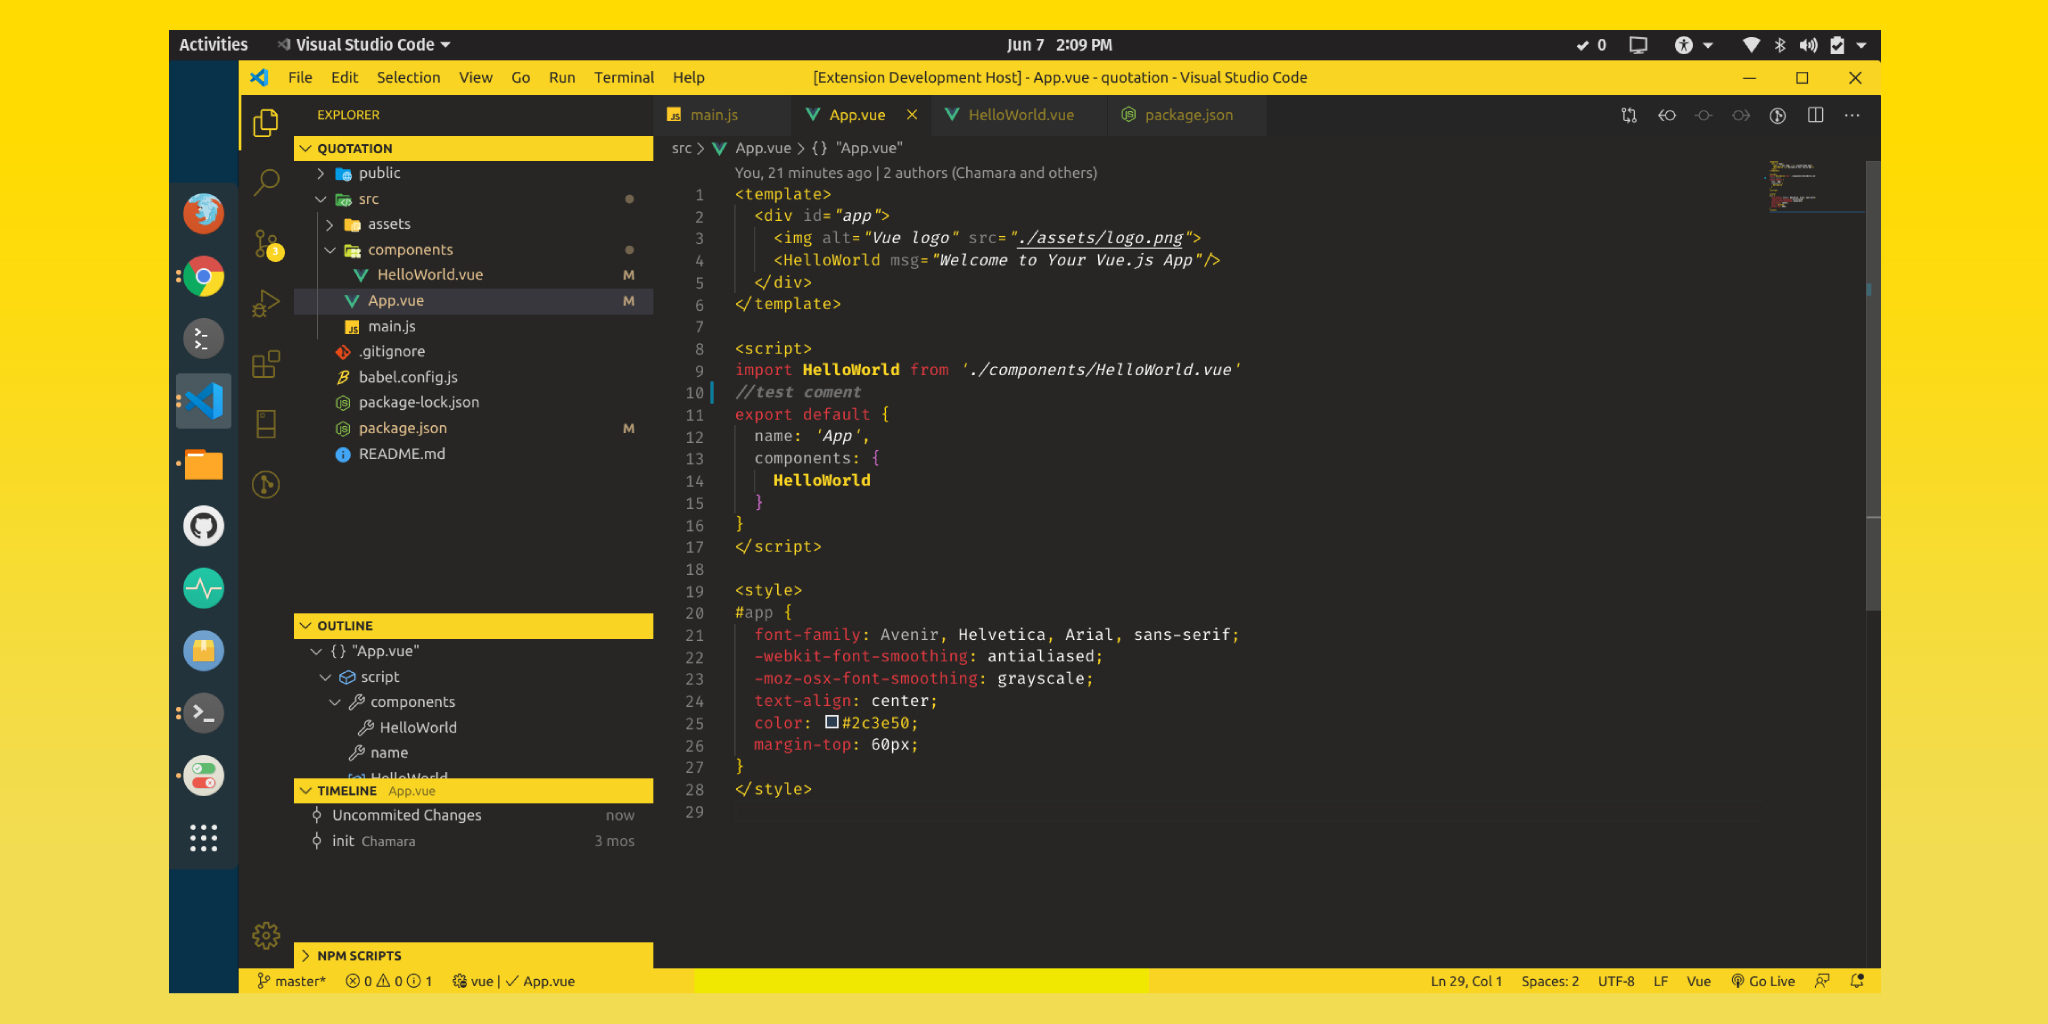 Activities Visual Studio Code Jun 7 2:09 PM 0
File Edit Selection View Go Run Terminal Help [Extension Development Host] - App.vue - quotation - Visual Studio Code
EXPLORER
QUOTATION
public
src
assets
components
HelloWorld.vue M
App.vue M
main.js
.gitignore
babel.config.js
package-lock.json
package.json M
README.md
3
OUTLINE
{} "App.vue"
script
components
HelloWorld
name
HelloWorld
TIMELINE App.vue
Uncommited Changes now
init Chamara 3 mos
NPM SCRIPTS
main.js App.vue HelloWorld.vue package.json
src > App.vue > {} "App.vue"
You, 21 minutes ago | 2 authors (Chamara and others)
1 <template>
2 <div id="app">
3 <img alt="Vue logo" src="./assets/logo.png">
4 <HelloWorld msg="Welcome to Your Vue.js App"/>
5 </div>
6 </template>
7
8 <script>
9 import HelloWorld from './components/HelloWorld.vue'
10 //test coment
11 export default {
12 name: 'App',
13 components: {
14 HelloWorld
15 }
16 }
17 </script>
18
19 <style>
20 #app {
21 font-family: Avenir, Helvetica, Arial, sans-serif;
22 -webkit-font-smoothing: antialiased;
23 -moz-osx-font-smoothing: grayscale;
24 text-align: center;
25 color: #2c3e50;
26 margin-top: 60px;
27 }
28 </style>
29
master* 0 0 1 vue | ✓ App.vue Ln 29, Col 1 Spaces: 2 UTF-8 LF Vue Go Live